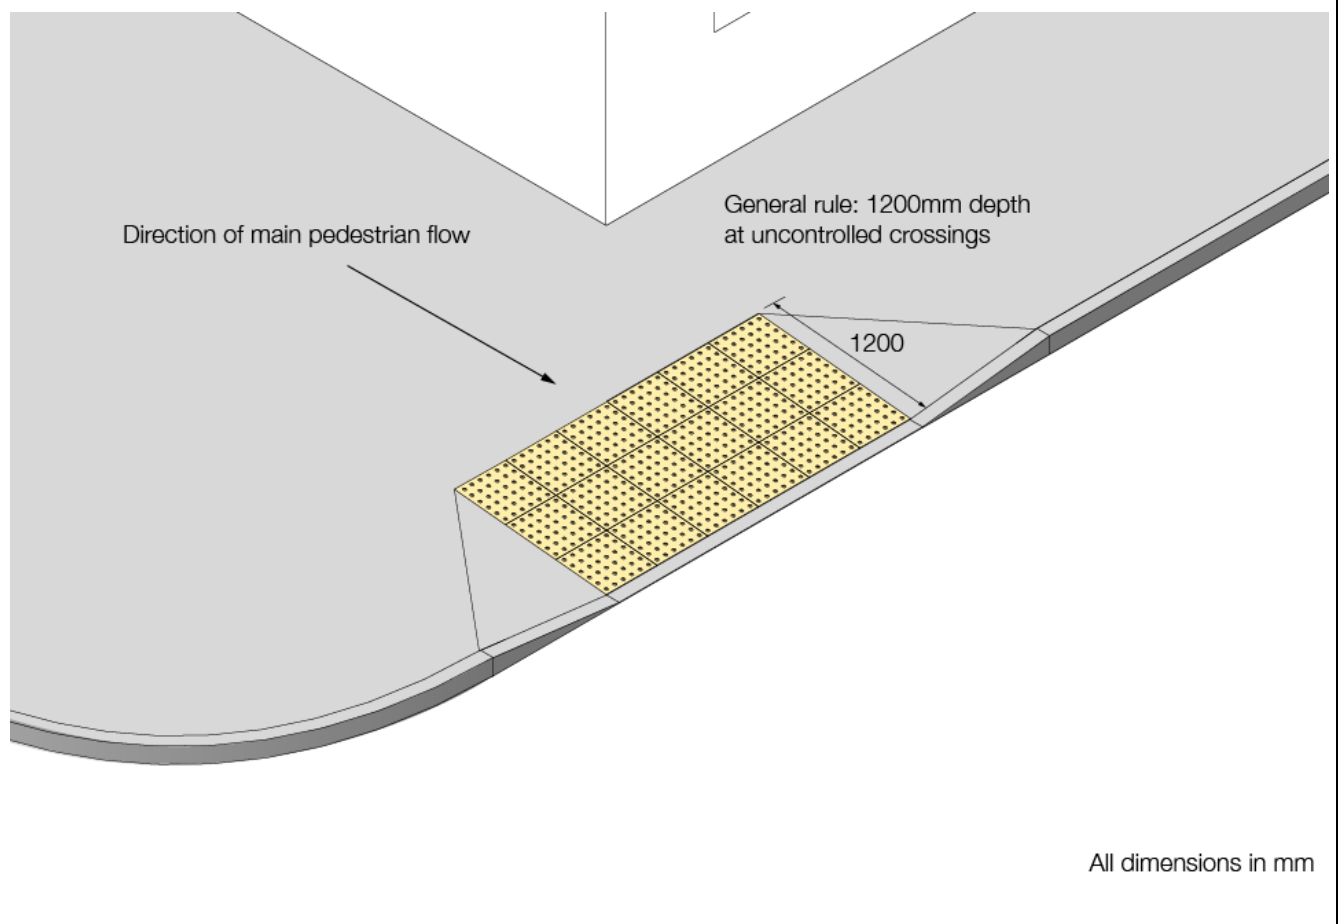 Direction of main pedestrian flow
General rule: 1200mm depth
at uncontrolled crossings
1200
All dimensions in mm